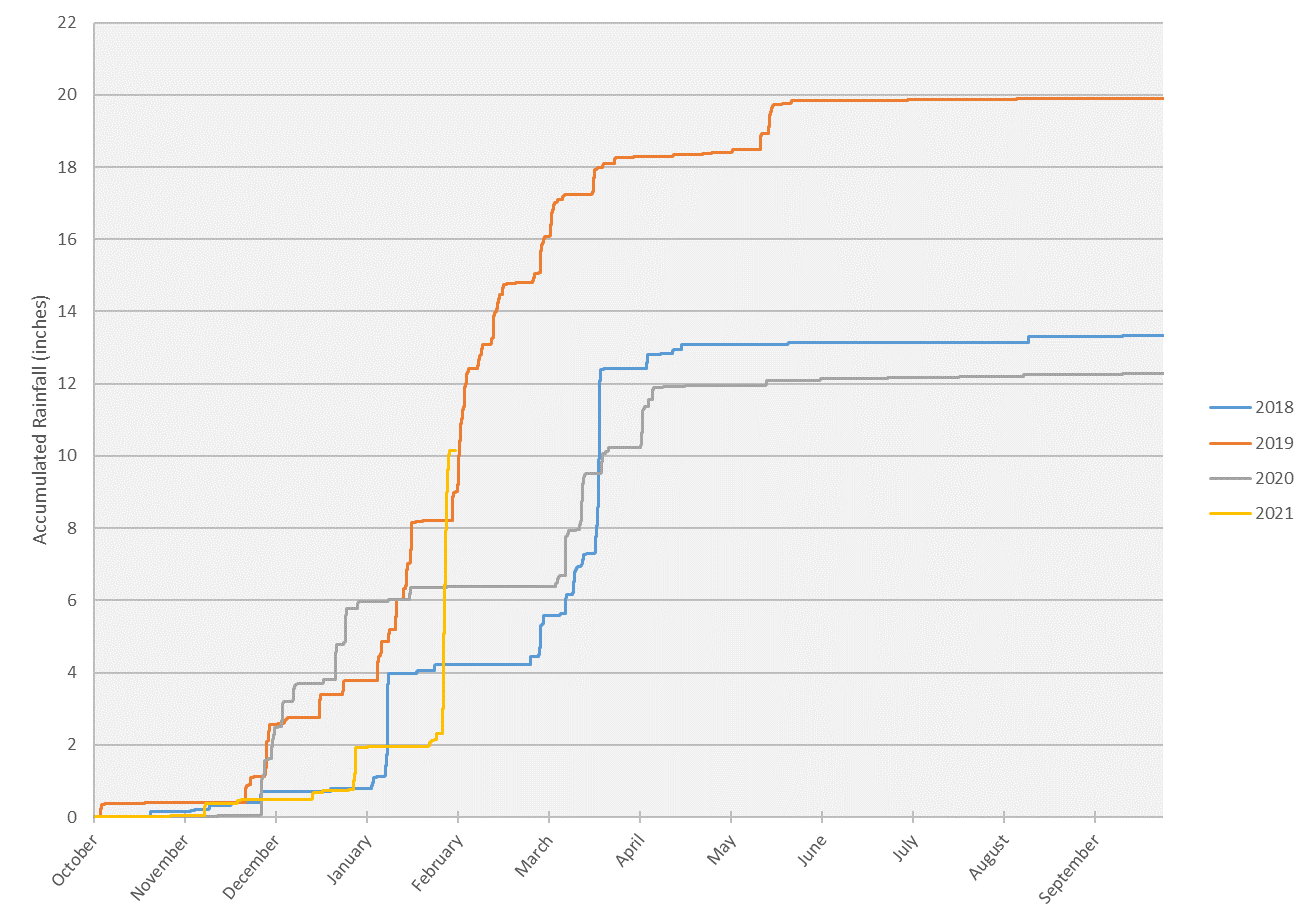 22
20
18
16
14
12
10
8
6
4
2
0
Accumulated Rainfall (inches)
October
November
December
January
February
March
April
May
June
July
August
September
2018
2019
2020
2021